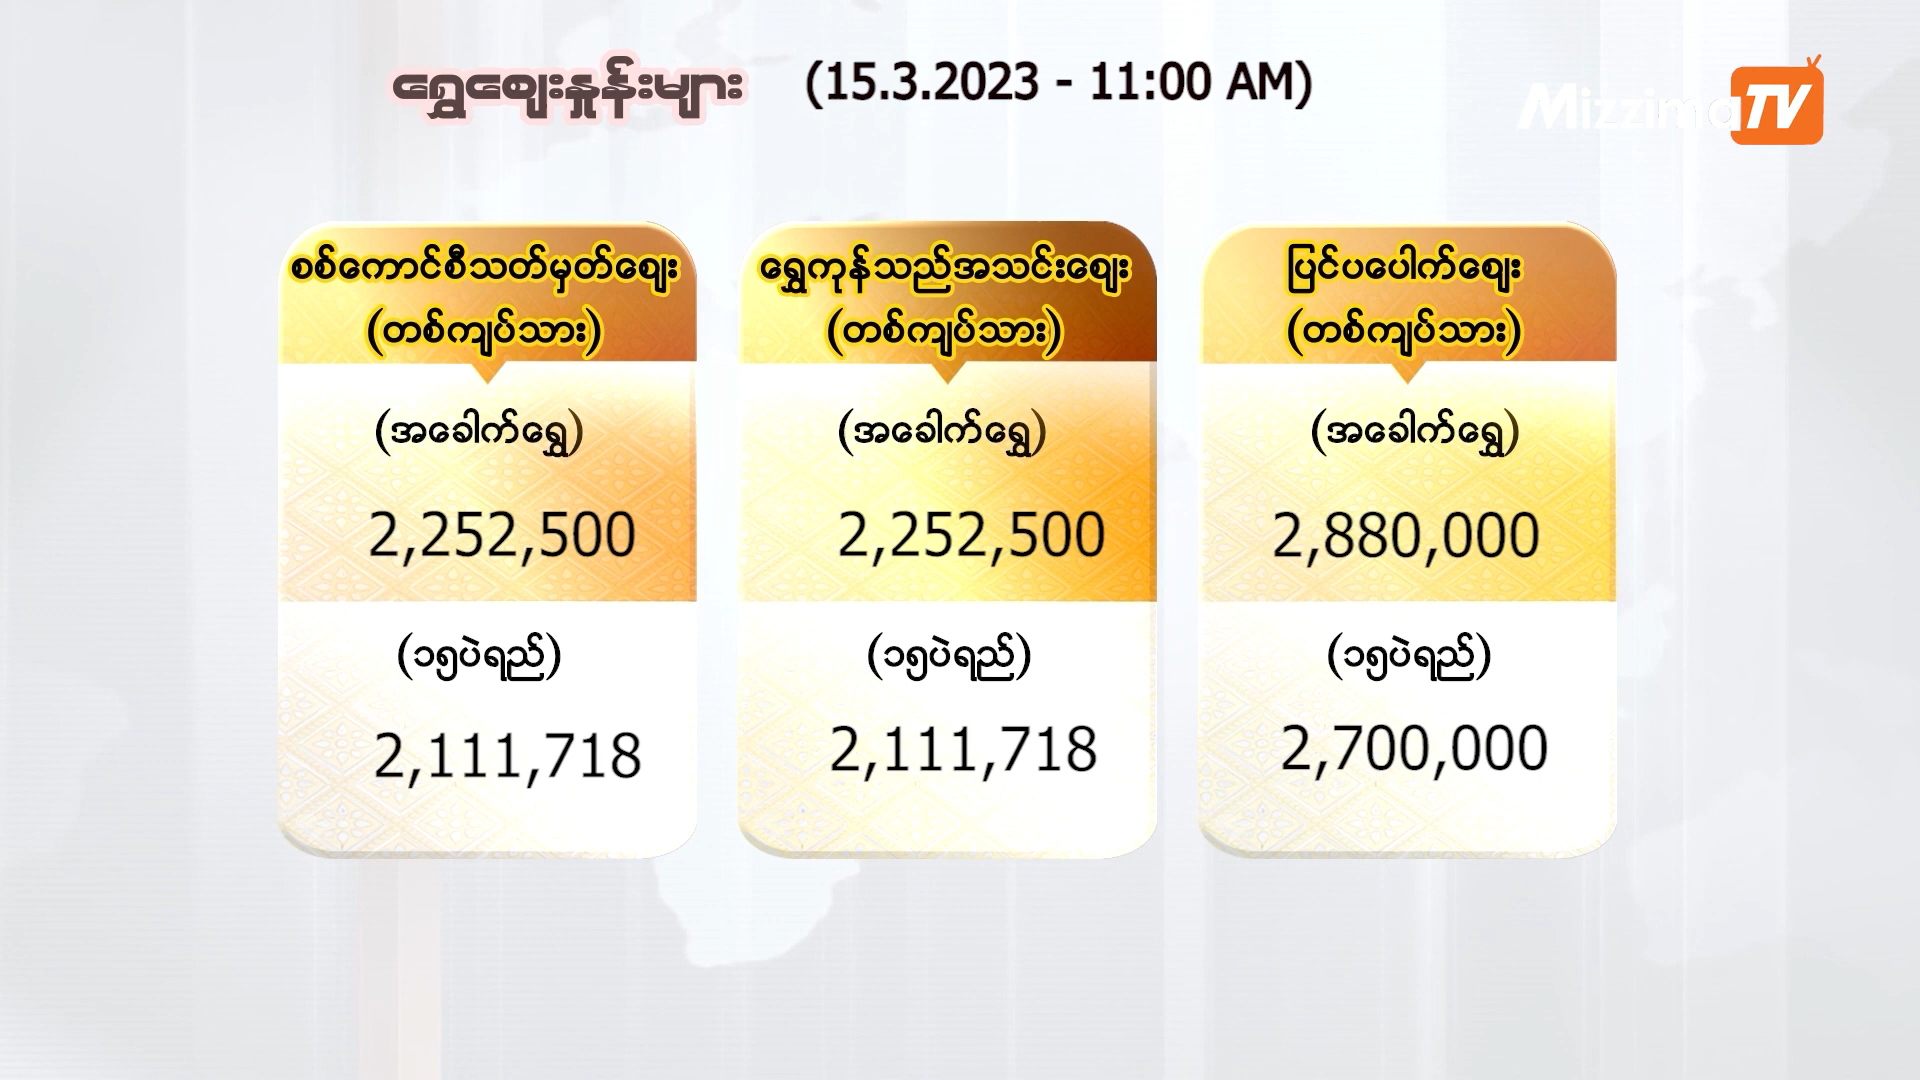 ရွှေဈေးနှုန်းများ (15.3.2023 - 11:00 AM)
Mizzima TV
စစ်ကောင်စီသတ်မှတ်ဈေး
(တစ်ကျပ်သား)
(အခေါက်ရွှေ)
2,252,500
(၁၅ပဲရည်)
2,111,718
ရွှေကုန်သည်အသင်းဈေး
(တစ်ကျပ်သား)
(အခေါက်ရွှေ)
2,252,500
(၁၅ပဲရည်)
2,111,718
ပြင်ပပေါက်ဈေး
(တစ်ကျပ်သား)
(အခေါက်ရွှေ)
2,880,000
(၁၅ပဲရည်)
2,700,000